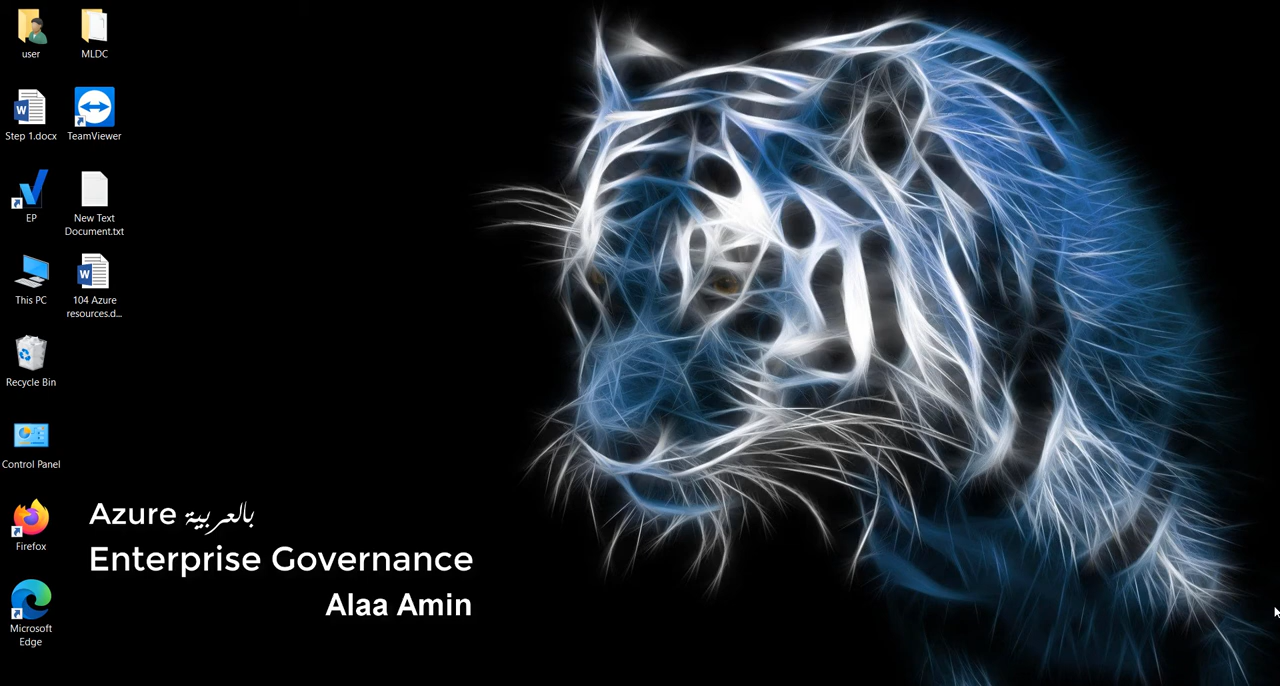 user
MLDC
Step 1.docx
TeamViewer
EP
New Text
Document.txt
This PC
104 Azure
resources.d...
Recycle Bin
Control Panel
Firefox
Microsoft
Edge
Azure بالعربية
Enterprise Governance
Alaa Amin